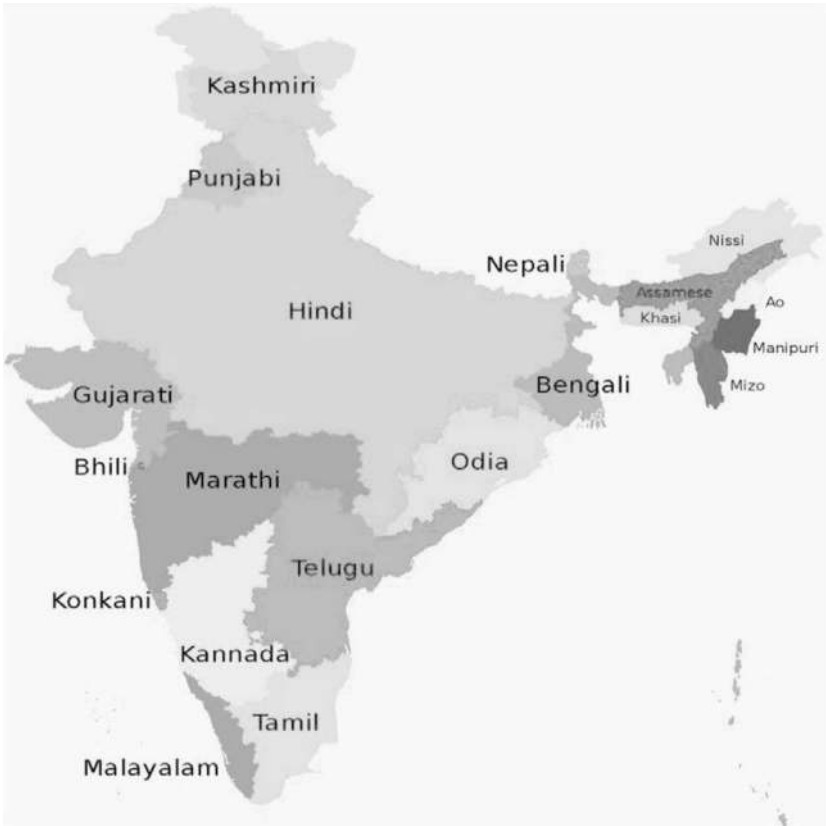 Kashmiri
Punjabi
Nissi
Nepali
Assamese
Ao
Hindi
Khasi
Manipuri
Bengali
Mizo
Gujarati
Bhili
Marathi
Odia
Telugu
Konkani
Kannada
Tamil
Malayalam